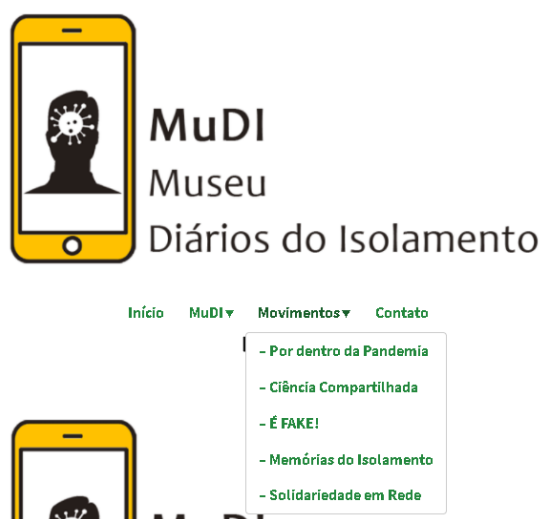 MuDI
Museu
Diários do Isolamento
Início MuDI▾ Movimentos▾ Contato
– Por dentro da Pandemia
– Ciência Compartilhada
– É FAKE!
– Memórias do Isolamento
– Solidariedade em Rede